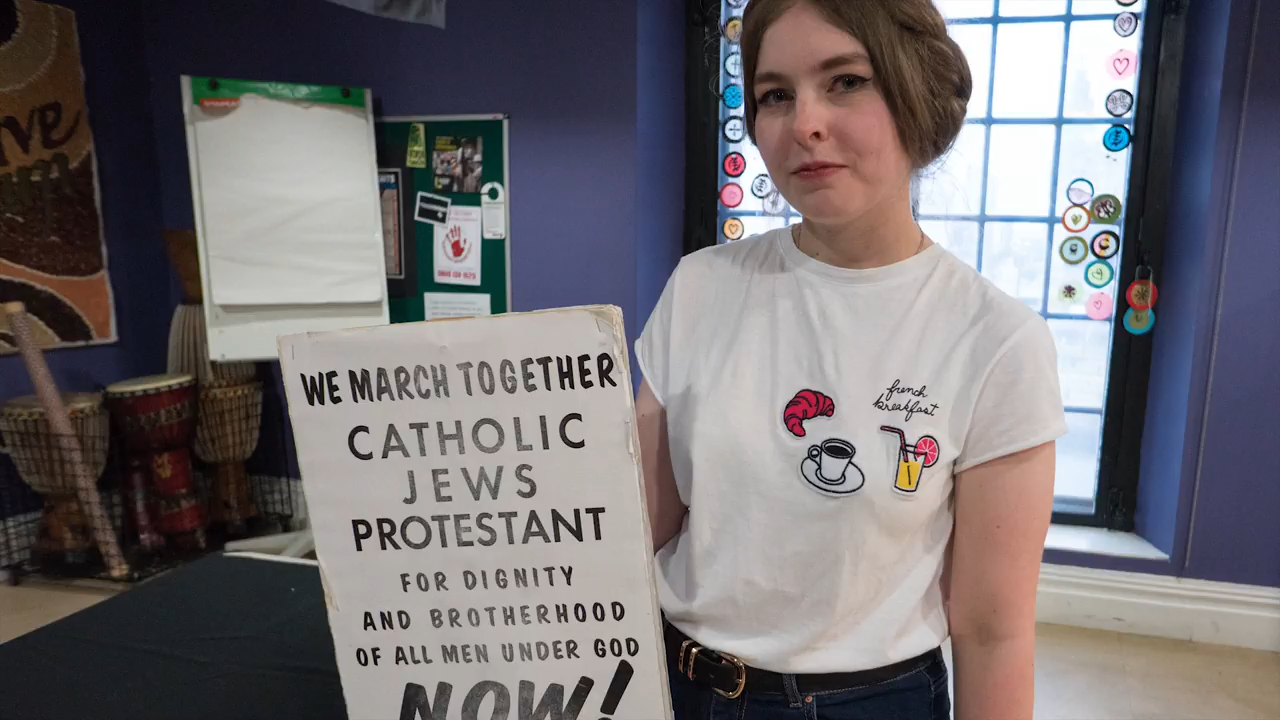 WE MARCH TOGETHER
CATHOLIC
JEWS
PROTESTANT
FOR DIGNITY
AND BROTHERHOOD
OF ALL MEN UNDER GOD
NOW!
french
breakfast